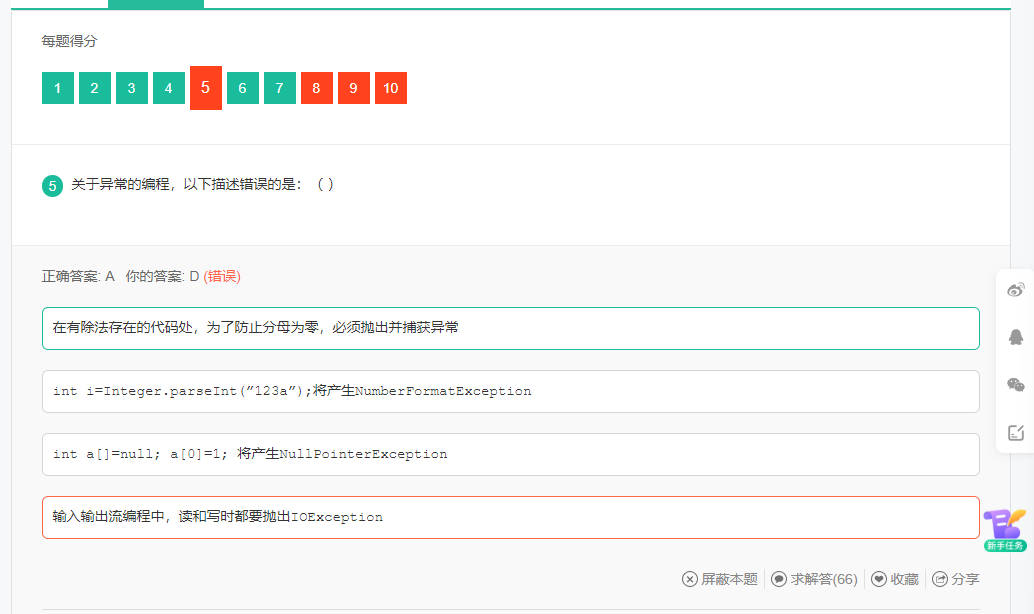 每题得分
1 2 3 4 5 6 7 8 9 10
5 关于异常的编程，以下描述错误的是： （ ）
正确答案: A 你的答案: D (错误)
在有除法存在的代码处，为了防止分母为零，必须抛出并捕获异常
int i=Integer.parseInt(”123a”);将产生NumberFormatException
int a[]=null; a[0]=1; 将产生NullPointerException
输入输出流编程中，读和写时都要抛出IOException
新手任务
屏蔽本题 求解答(66) 收藏 分享